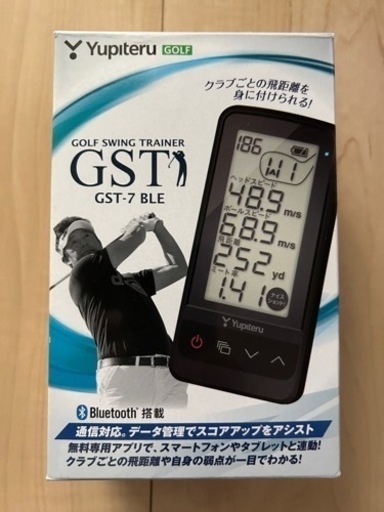 Yupiteru GOLF
クラブごとの飛距離を
身に付けられる!
GOLF SWING TRAINER
GST
GST-7 BLE
186
1W
ヘッドスピード
48.9 m/s
ボールスピード
68.9 m/s
飛距離
252 yd
ミート率
1.41
ナイス
ショット!
Yupiteru
Bluetooth® 搭載
通信対応。データ管理でスコアアップをアシスト
無料専用アプリで、スマートフォンやタブレットと連動!
クラブごとの飛距離や自身の弱点が一目でわかる!